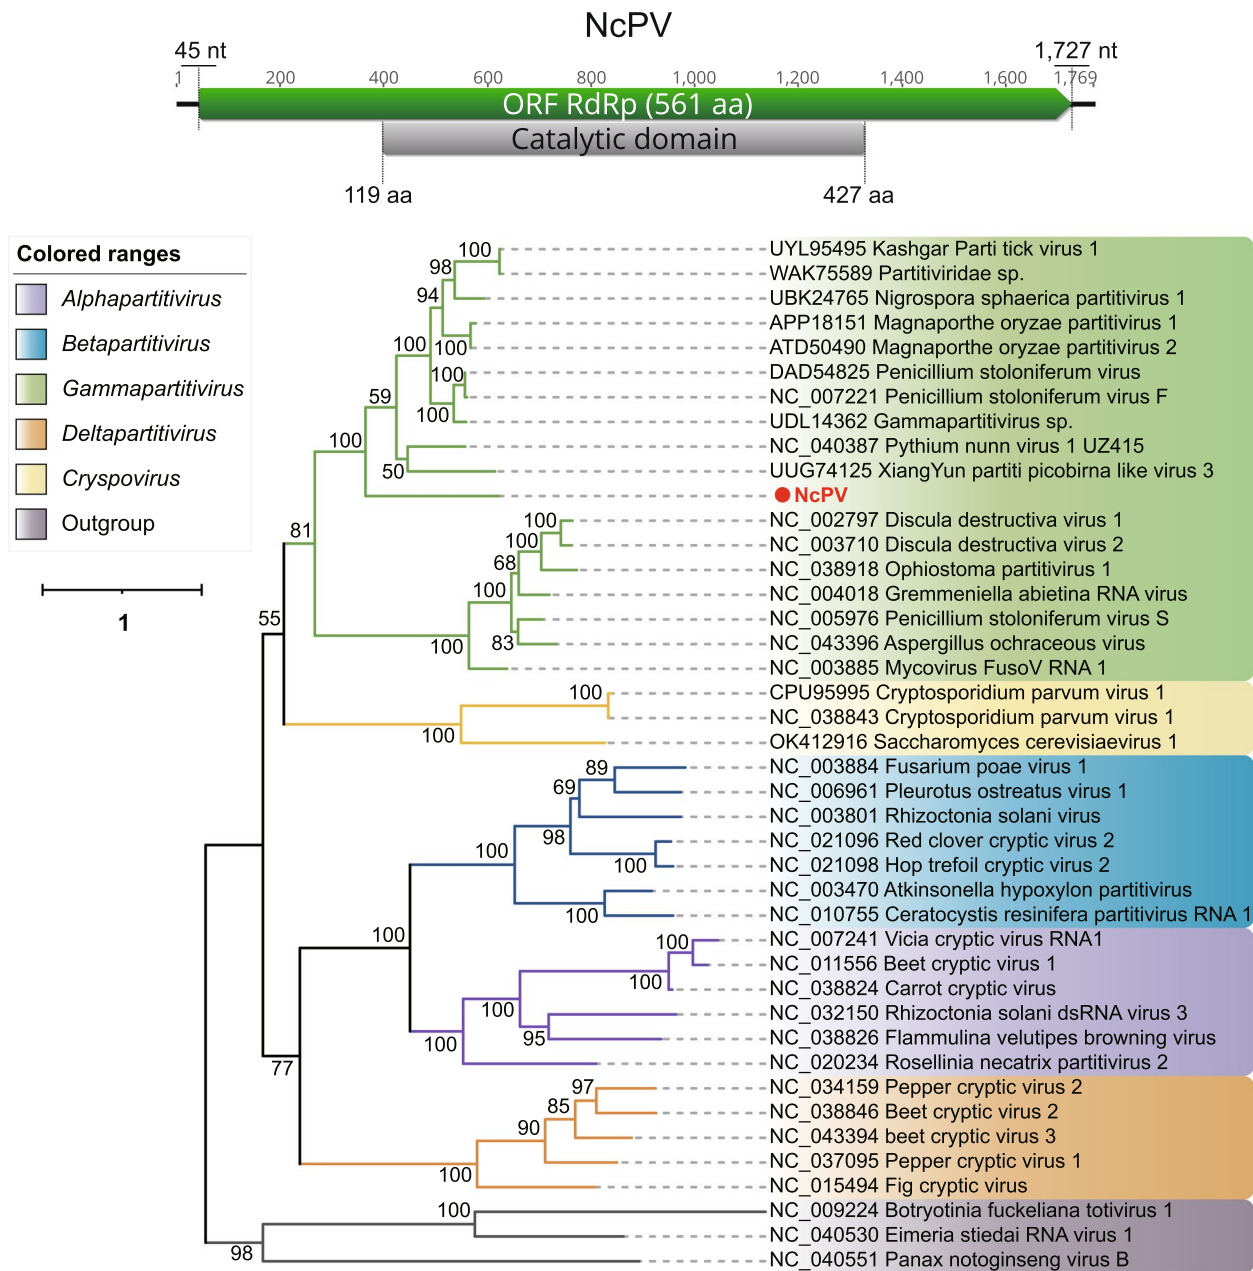 NcPV
45 nt
1,727 nt
1 200 400 600 800 1,000 1,200 1,400 1,600 1,769
ORF RdRp (561 aa)
Catalytic domain
119 aa
427 aa
Colored ranges
Alphapartitivirus
Betapartitivirus
Gammapartitivirus
Deltapartitivirus
Cryspovirus
Outgroup
1
100
98
94
100
100
100
100
59
50
100
81
100
100
68
100
83
100
55
100
100
89
69
98
100
100
100
100
100
100
100
95
100
77
97
85
90
100
100
98
UYL95495 Kashgar Parti tick virus 1
WAK75589 Partitiviridae sp.
UBK24765 Nigrospora sphaerica partitivirus 1
APP18151 Magnaporthe oryzae partitivirus 1
ATD50490 Magnaporthe oryzae partitivirus 2
DAD54825 Penicillium stoloniferum virus
NC_007221 Penicillium stoloniferum virus F
UDL14362 Gammapartitivirus sp.
NC_040387 Pythium nunn virus 1 UZ415
UUG74125 XiangYun partiti picobirna like virus 3
NcPV
NC_002797 Discula destructiva virus 1
NC_003710 Discula destructiva virus 2
NC_038918 Ophiostoma partitivirus 1
NC_004018 Gremmeniella abietina RNA virus
NC_005976 Penicillium stoloniferum virus S
NC_043396 Aspergillus ochraceous virus
NC_003885 Mycovirus FusoV RNA 1
CPU95995 Cryptosporidium parvum virus 1
NC_038843 Cryptosporidium parvum virus 1
OK412916 Saccharomyces cerevisiaevirus 1
NC_003884 Fusarium poae virus 1
NC_006961 Pleurotus ostreatus virus 1
NC_003801 Rhizoctonia solani virus
NC_021096 Red clover cryptic virus 2
NC_021098 Hop trefoil cryptic virus 2
NC_003470 Atkinsonella hypoxylon partitivirus
NC_010755 Ceratocystis resinifera partitivirus RNA 1
NC_007241 Vicia cryptic virus RNA1
NC_011556 Beet cryptic virus 1
NC_038824 Carrot cryptic virus
NC_032150 Rhizoctonia solani dsRNA virus 3
NC_038826 Flammulina velutipes browning virus
NC_020234 Rosellinia necatrix partitivirus 2
NC_034159 Pepper cryptic virus 2
NC_038846 Beet cryptic virus 2
NC_043394 beet cryptic virus 3
NC_037095 Pepper cryptic virus 1
NC_015494 Fig cryptic virus
NC_009224 Botryotinia fuckeliana totivirus 1
NC_040530 Eimeria stiedai RNA virus 1
NC_040551 Panax notoginseng virus B